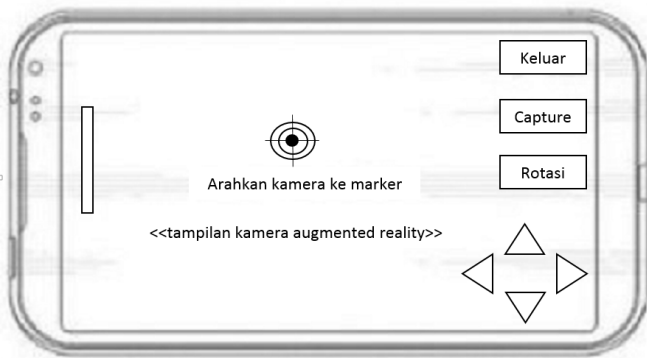 Keluar
Capture
Rotasi
Arahkan kamera ke marker
<<tampilan kamera augmented reality>>